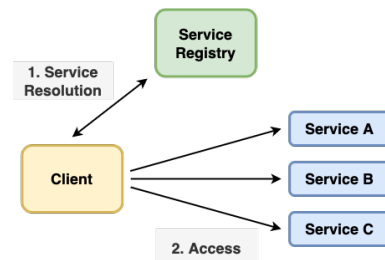 Service
Registry
1. Service
Resolution
Service A
Client
Service B
Service C
2. Access